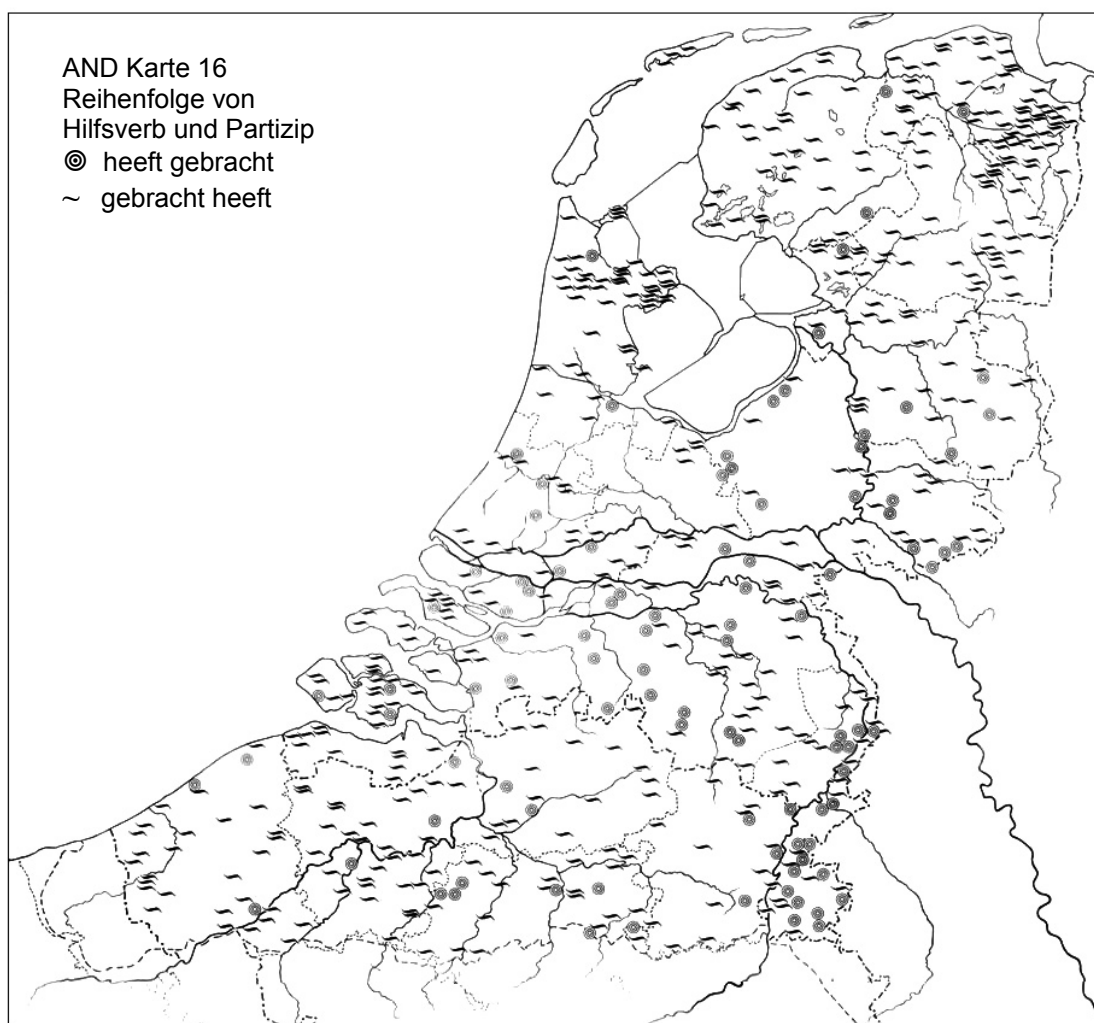 AND Karte 16
Reihenfolge von
Hilfsverb und Partizip
heeft gebracht
~ gebracht heeft